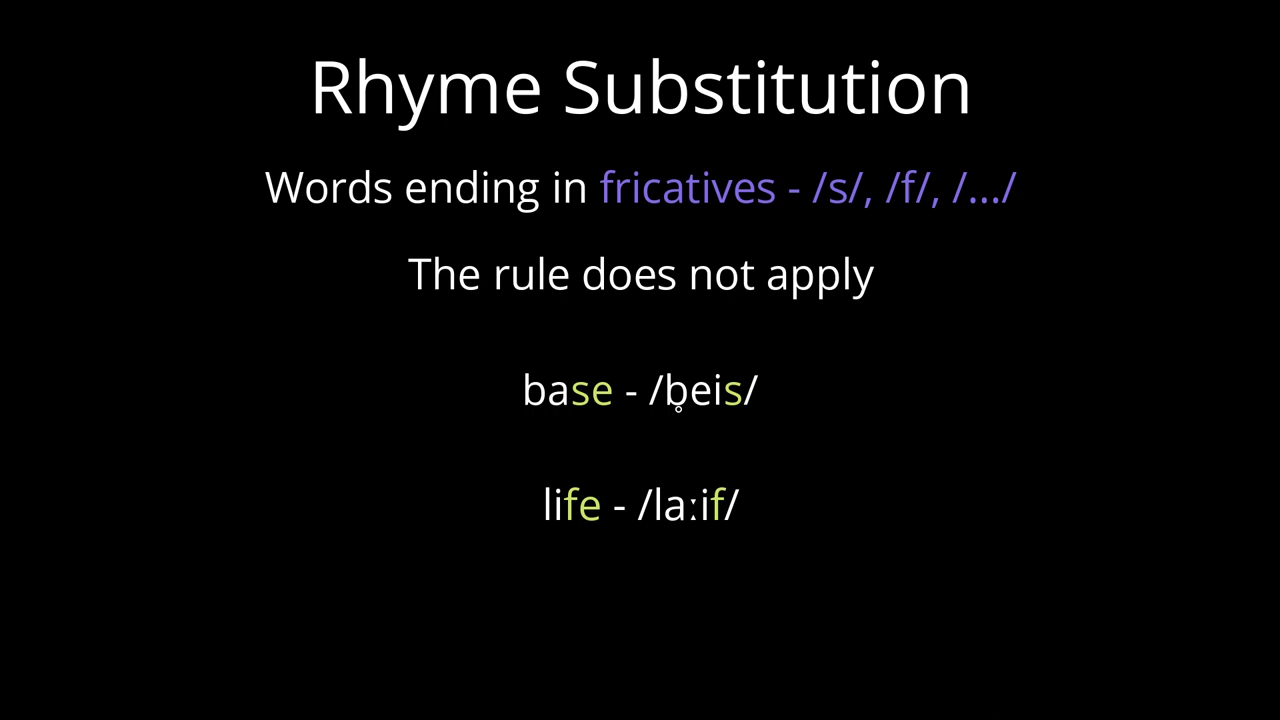 Rhyme Substitution
Words ending in fricatives - /s/, /f/, /.../
The rule does not apply
base - /b̥eis/
life - /laːif/